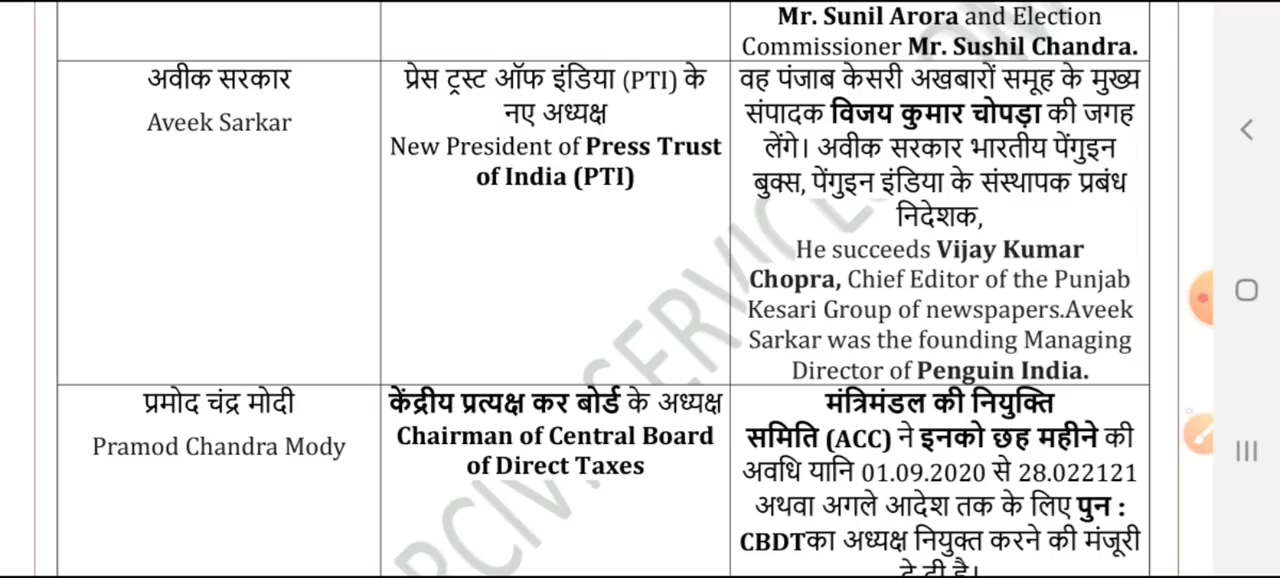 Mr. Sunil Arora and Election
Commissioner Mr. Sushil Chandra.
अवीक सरकार
Aveek Sarkar
प्रेस ट्रस्ट ऑफ इंडिया (PTI) के
नए अध्यक्ष
New President of Press Trust
of India (PTI)
वह पंजाब केसरी अखबारों समूह के मुख्य
संपादक विजय कुमार चोपड़ा की जगह
लेंगे। अवीक सरकार भारतीय पेंगुइन
बुक्स, पेंगुइन इंडिया के संस्थापक प्रबंध
निदेशक,
He succeeds Vijay Kumar
Chopra, Chief Editor of the Punjab
Kesari Group of newspapers.Aveek
Sarkar was the founding Managing
Director of Penguin India.
प्रमोद चंद्र मोदी
Pramod Chandra Mody
केंद्रीय प्रत्यक्ष कर बोर्ड के अध्यक्ष
Chairman of Central Board
of Direct Taxes
मंत्रिमंडल की नियुक्ति
समिति (ACC) ने इनको छह महीने की
अवधि यानि 01.09.2020 से 28.022121
अथवा अगले आदेश तक के लिए पुन :
CBDTका अध्यक्ष नियुक्त करने की मंजूरी
दे दी है।